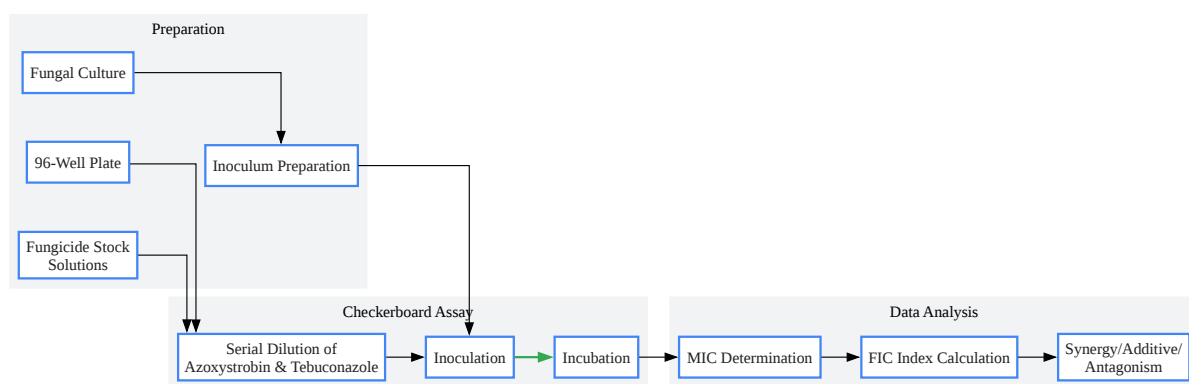 Preparation
Fungal Culture
96-Well Plate
Inoculum Preparation
Fungicide Stock
Solutions
Checkerboard Assay
Serial Dilution of
Azoxystrobin & Tebuconazole
Inoculation
Incubation
Data Analysis
MIC Determination
FIC Index Calculation
Synergy/Additive/
Antagonism